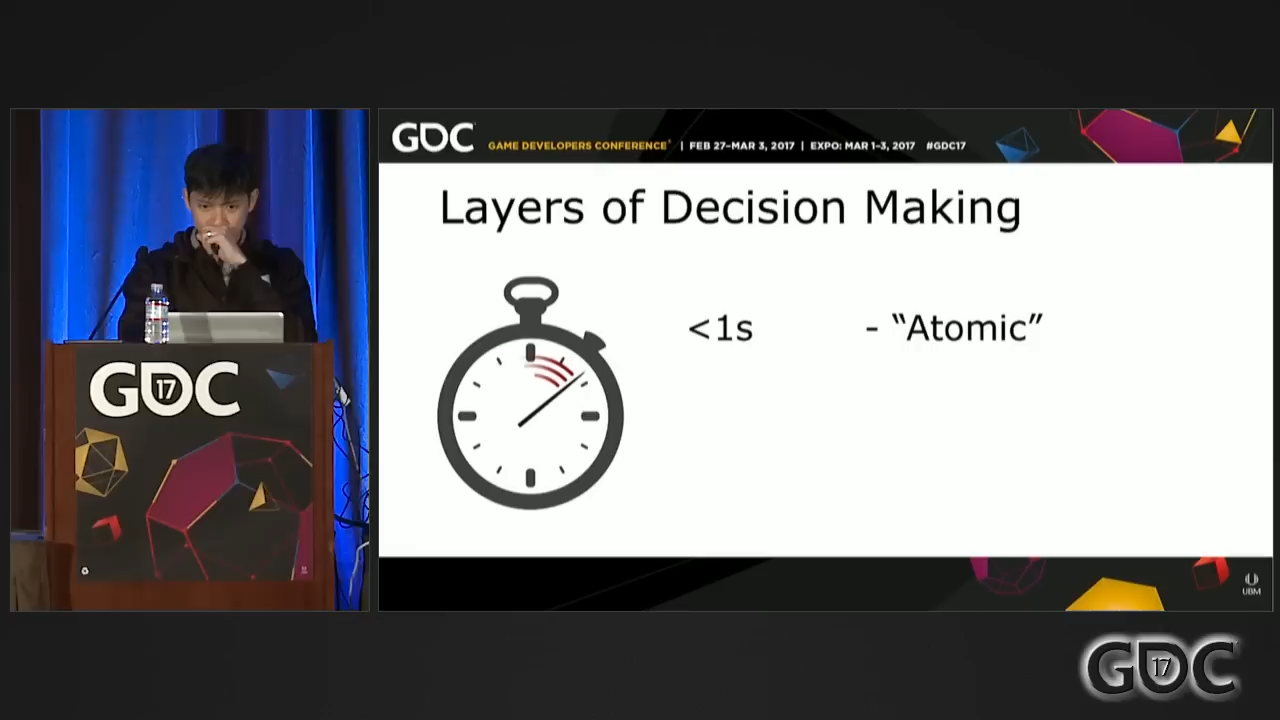 GDC
GAME DEVELOPERS CONFERENCE® | FEB 27–MAR 3, 2017 | EXPO: MAR 1–3, 2017 #GDC17
Layers of Decision Making
<1s - “Atomic”
GDC
17
UBM
GDC
17